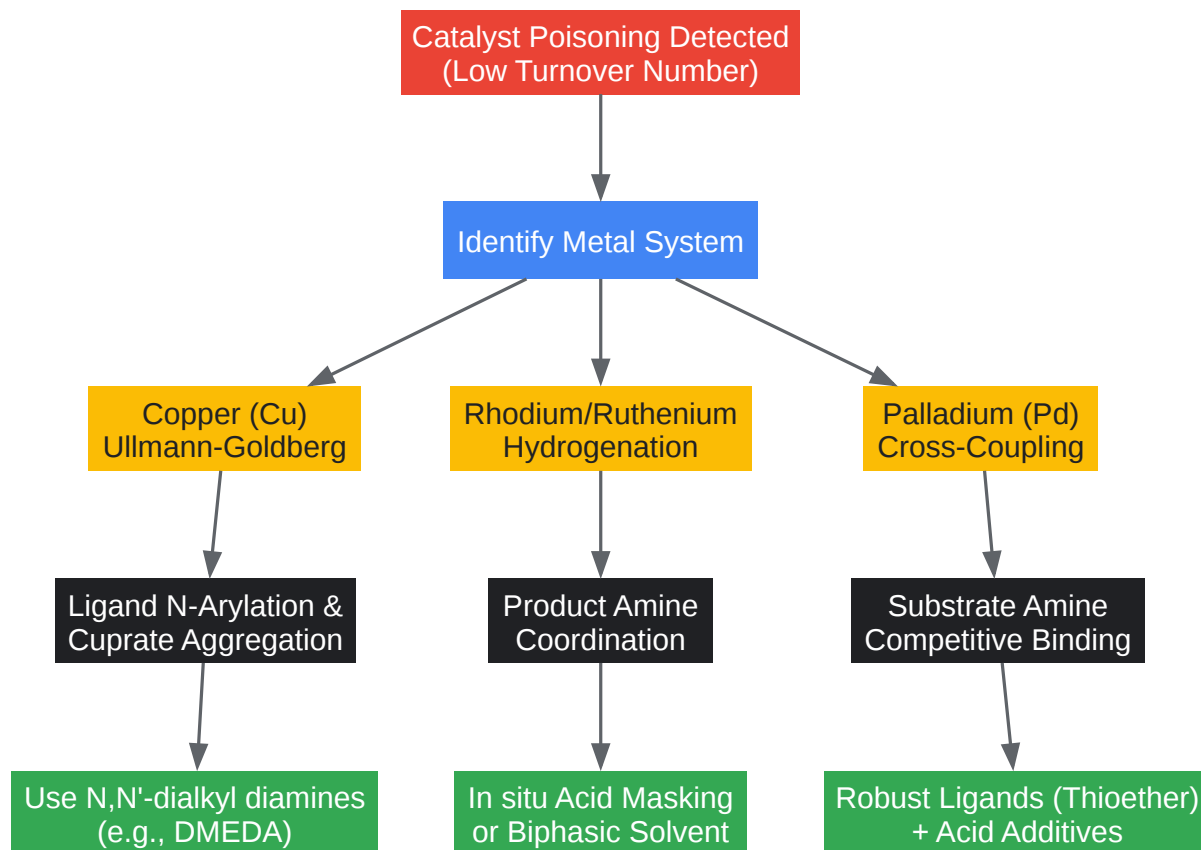 Catalyst Poisoning Detected
(Low Turnover Number)
Identify Metal System
Copper (Cu)
Ullmann-Goldberg
Rhodium/Ruthenium
Hydrogenation
Palladium (Pd)
Cross-Coupling
Ligand N-Arylation &
Cuprate Aggregation
Product Amine
Coordination
Substrate Amine
Competitive Binding
Use N,N'-dialkyl diamines
(e.g., DMEDA)
In situ Acid Masking
or Biphasic Solvent
Robust Ligands (Thioether)
+ Acid Additives